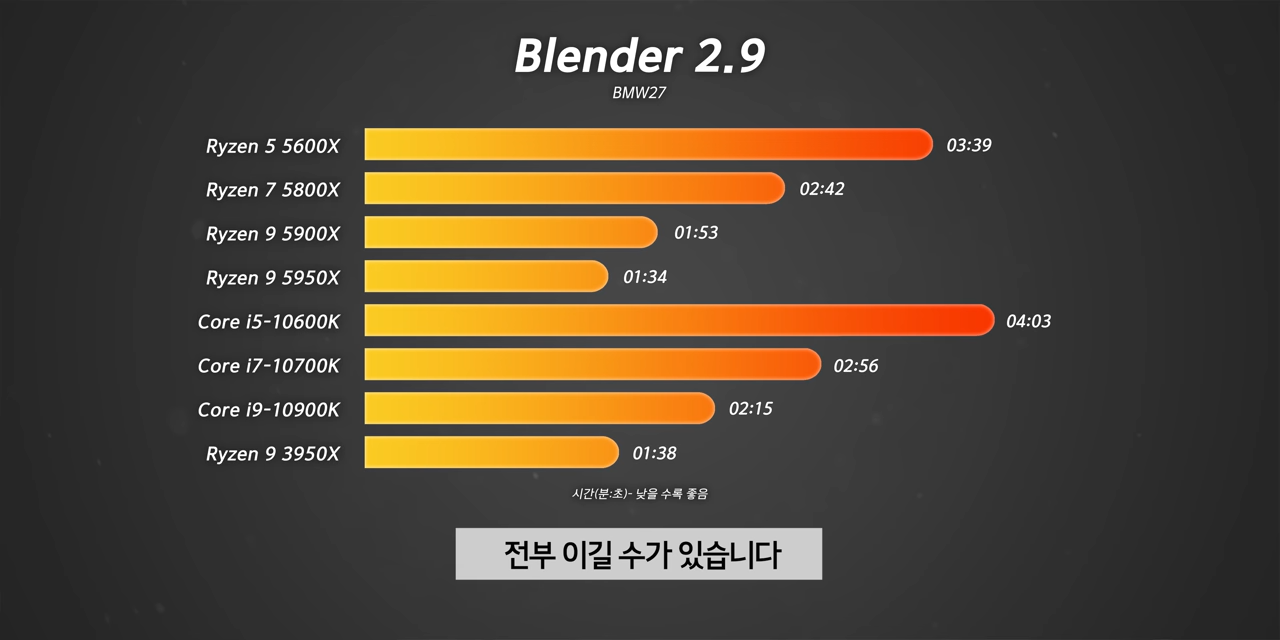 Blender 2.9
BMW27
Ryzen 5 5600X 03:39
Ryzen 7 5800X 02:42
Ryzen 9 5900X 01:53
Ryzen 9 5950X 01:34
Core i5-10600K 04:03
Core i7-10700K 02:56
Core i9-10900K 02:15
Ryzen 9 3950X 01:38
시간(분:초)- 낮을 수록 좋음
전부 이길 수가 있습니다